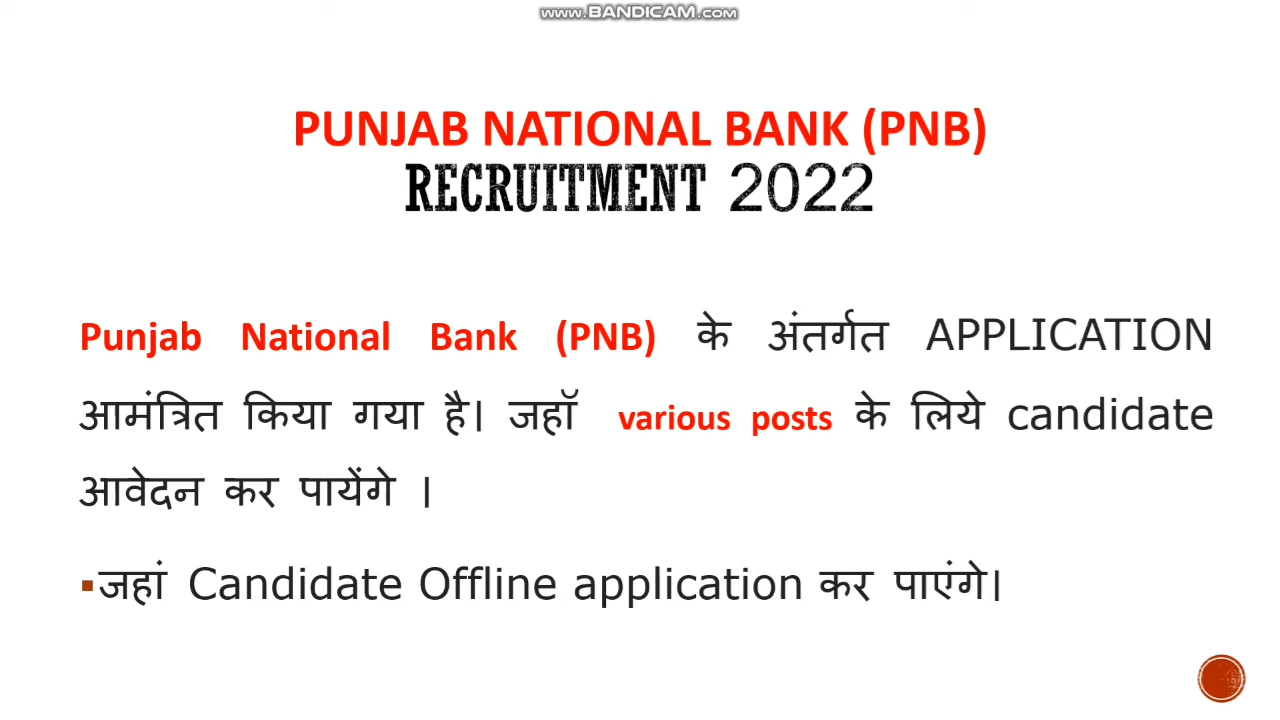 www.BANDICAM.com
PUNJAB NATIONAL BANK (PNB)
RECRUITMENT 2022
Punjab National Bank (PNB) के अंतर्गत APPLICATION
आमंत्रित किया गया है। जहॉ various posts के लिये candidate
आवेदन कर पायेंगे ।
▪जहां Candidate Offline application कर पाएंगे।